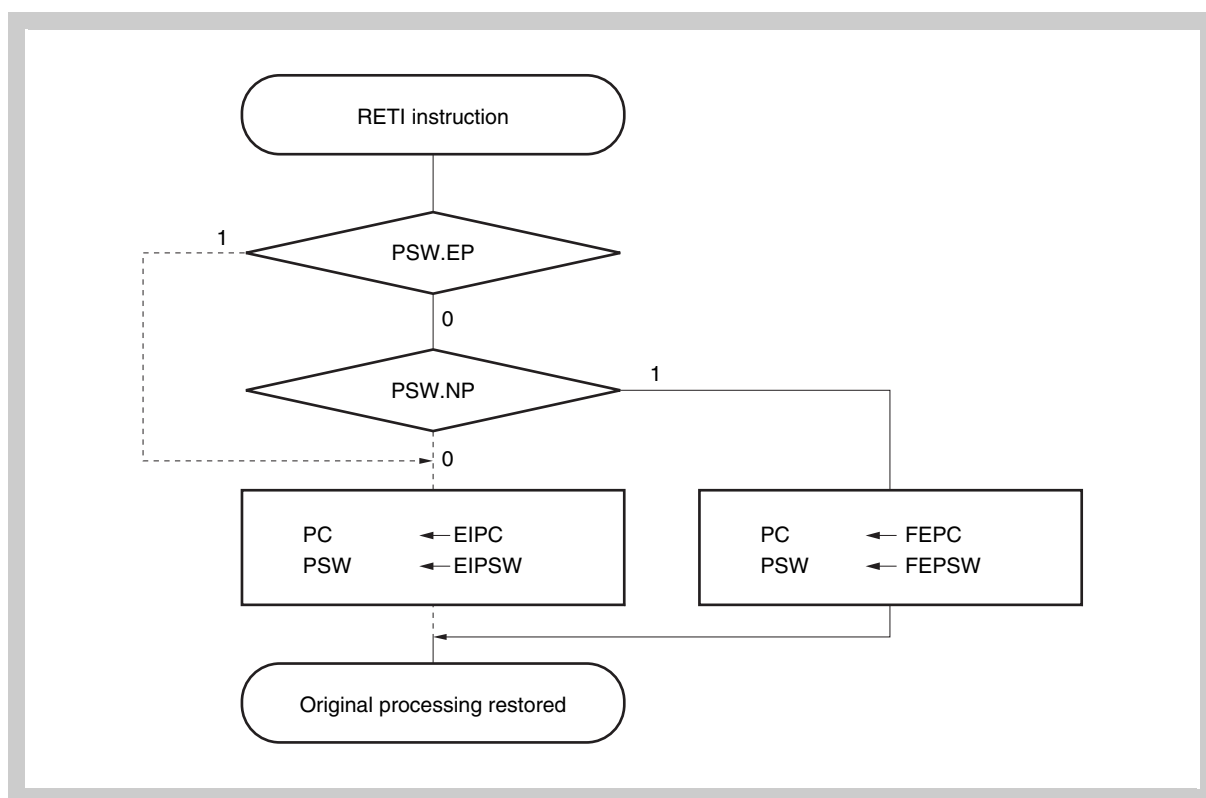 RETI instruction
1
PSW.EP
0
1
PSW.NP
0
PC ← EIPC
PSW ← EIPSW
PC ← FEPC
PSW ← FEPSW
Original processing restored